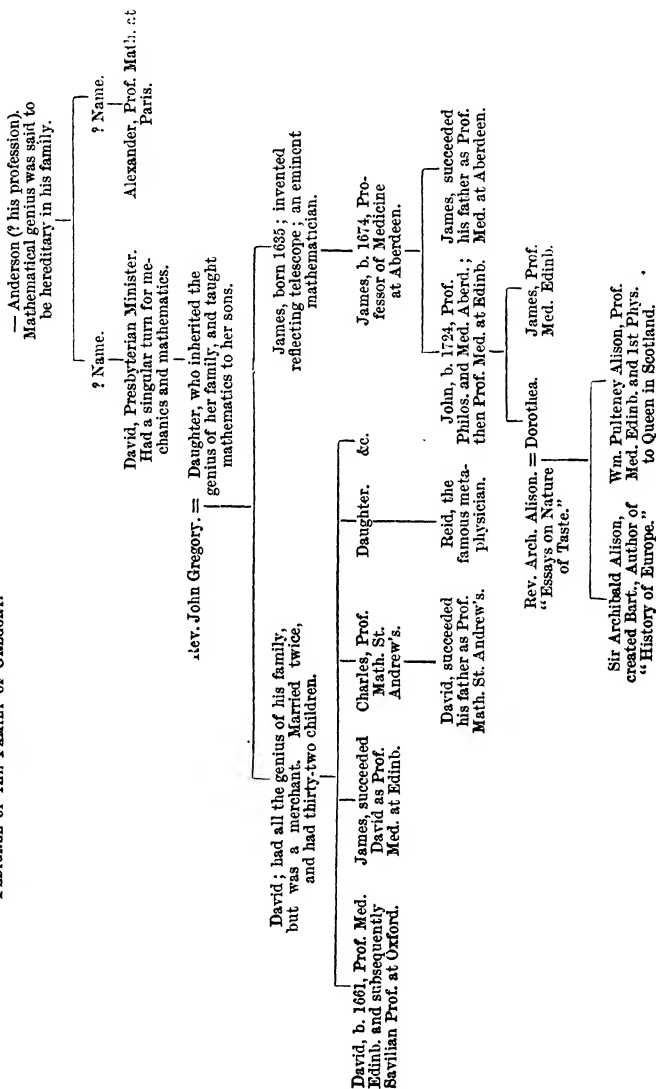 — Anderson (? his profession).
Mathematical genius was said to
be hereditary in his family.
? Name.
? Name.
David, Presbyterian Minister.
Had a singular turn for me-
chanics and mathematics.
Alexander, Prof. Math. at
Paris.
Rev. John Gregory. = Daughter, who inherited the
genius of her family, and taught
mathematics to her sons.
David; had all the genius of his family,
but was a merchant. Married twice,
and had thirty-two children.
James, born 1635; invented
reflecting telescope; an eminent
mathematician.
David, b. 1661, Prof. Med.
Edinb. and subsequently
Savilian Prof. at Oxford.
James, succeeded
David as Prof.
Med. at Edinb.
Charles, Prof.
Math. St.
Andrew's.
Daughter.
&c.
James, b. 1674, Pro-
fessor of Medicine
at Aberdeen.
David, succeeded
his father as Prof.
Math. St. Andrew's.
Reid, the
famous meta-
physician.
John, b. 1724, Prof.
Philos. and Med. Aberd.;
then Prof. Med. at Edinb.
James, succeeded
his father as Prof.
Med. at Aberdeen.
Rev. Arch. Alison. = Dorothea.
"Essays on Nature
of Taste."
James, Prof.
Med. Edinb.
Sir Archibald Alison,
created Bart., Author of
"History of Europe."
Wm. Pulteney Alison, Prof.
Med. Edinb. and 1st Phys.
to Queen in Scotland.